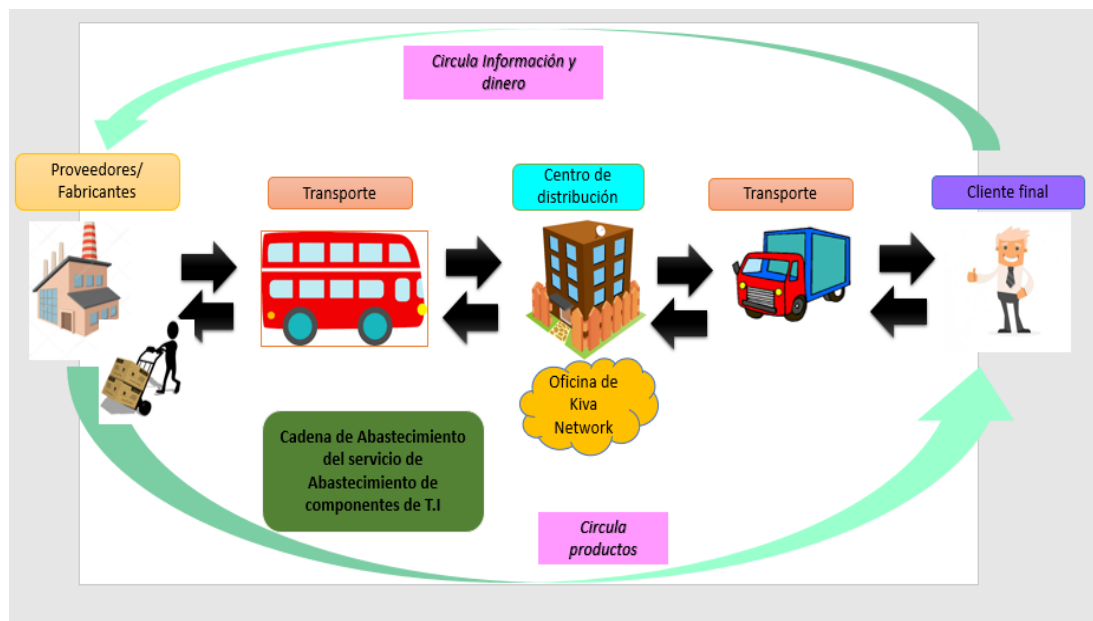 Circula Información y
dinero
Proveedores/
Fabricantes
Transporte
Centro de
distribución
Transporte
Cliente final
Oficina de
Kiva
Network
Cadena de Abastecimiento
del servicio de
Abastecimiento de
componentes de T.I
Circula
productos